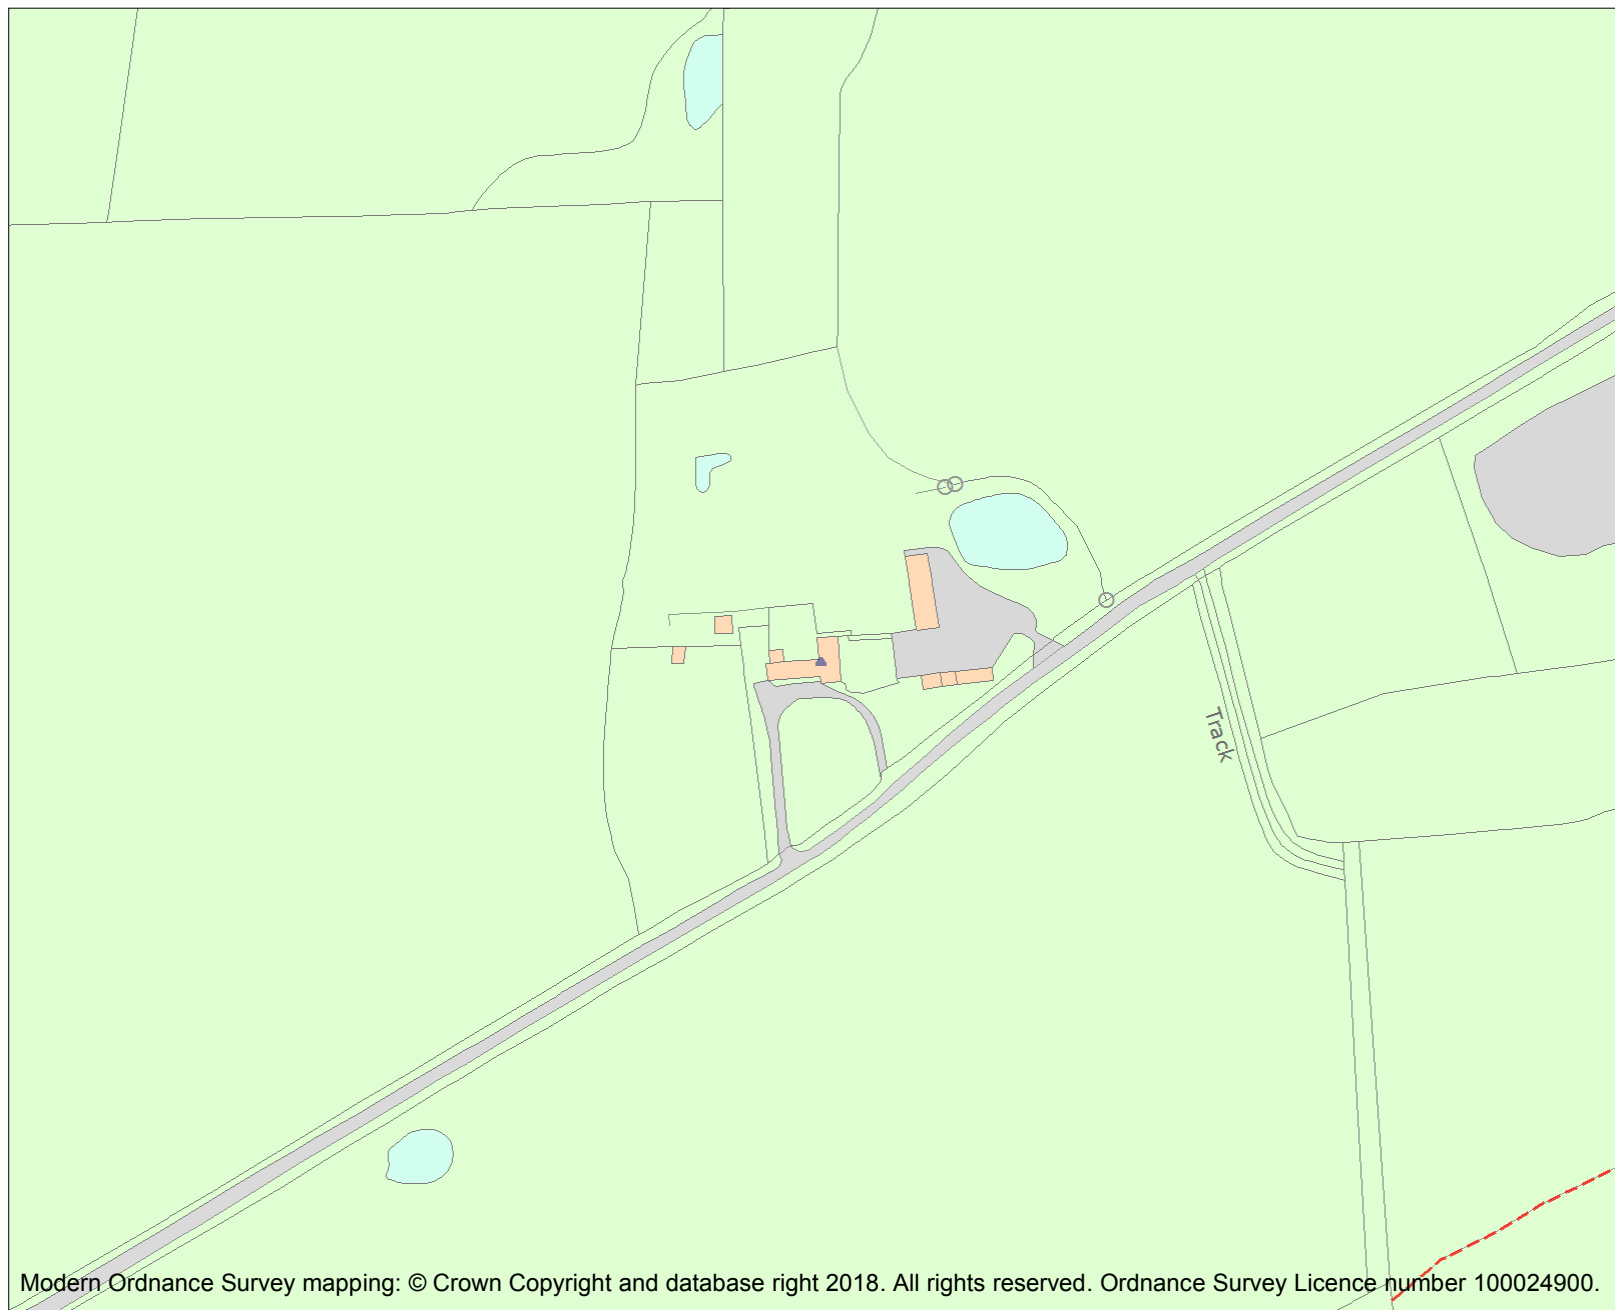 Track
Modern Ordnance Survey mapping: © Crown Copyright and database right 2018. All rights reserved. Ordnance Survey Licence number 100024900.